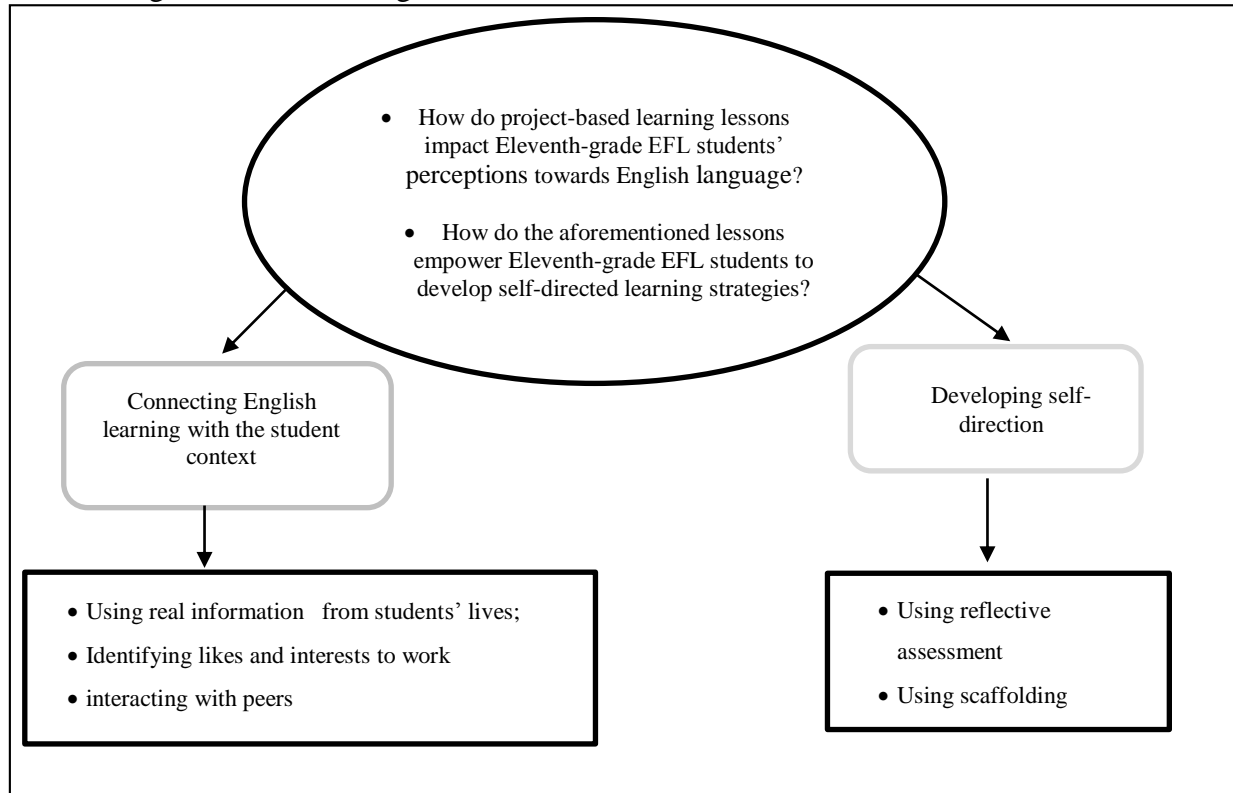 • How do project-based learning lessons
impact Eleventh-grade EFL students’
perceptions towards English language?
• How do the aforementioned lessons
empower Eleventh-grade EFL students to
develop self-directed learning strategies?
Connecting English
learning with the student
context
Developing self-
direction
• Using real information from students’ lives;
• Identifying likes and interests to work
• interacting with peers
• Using reflective
assessment
• Using scaffolding